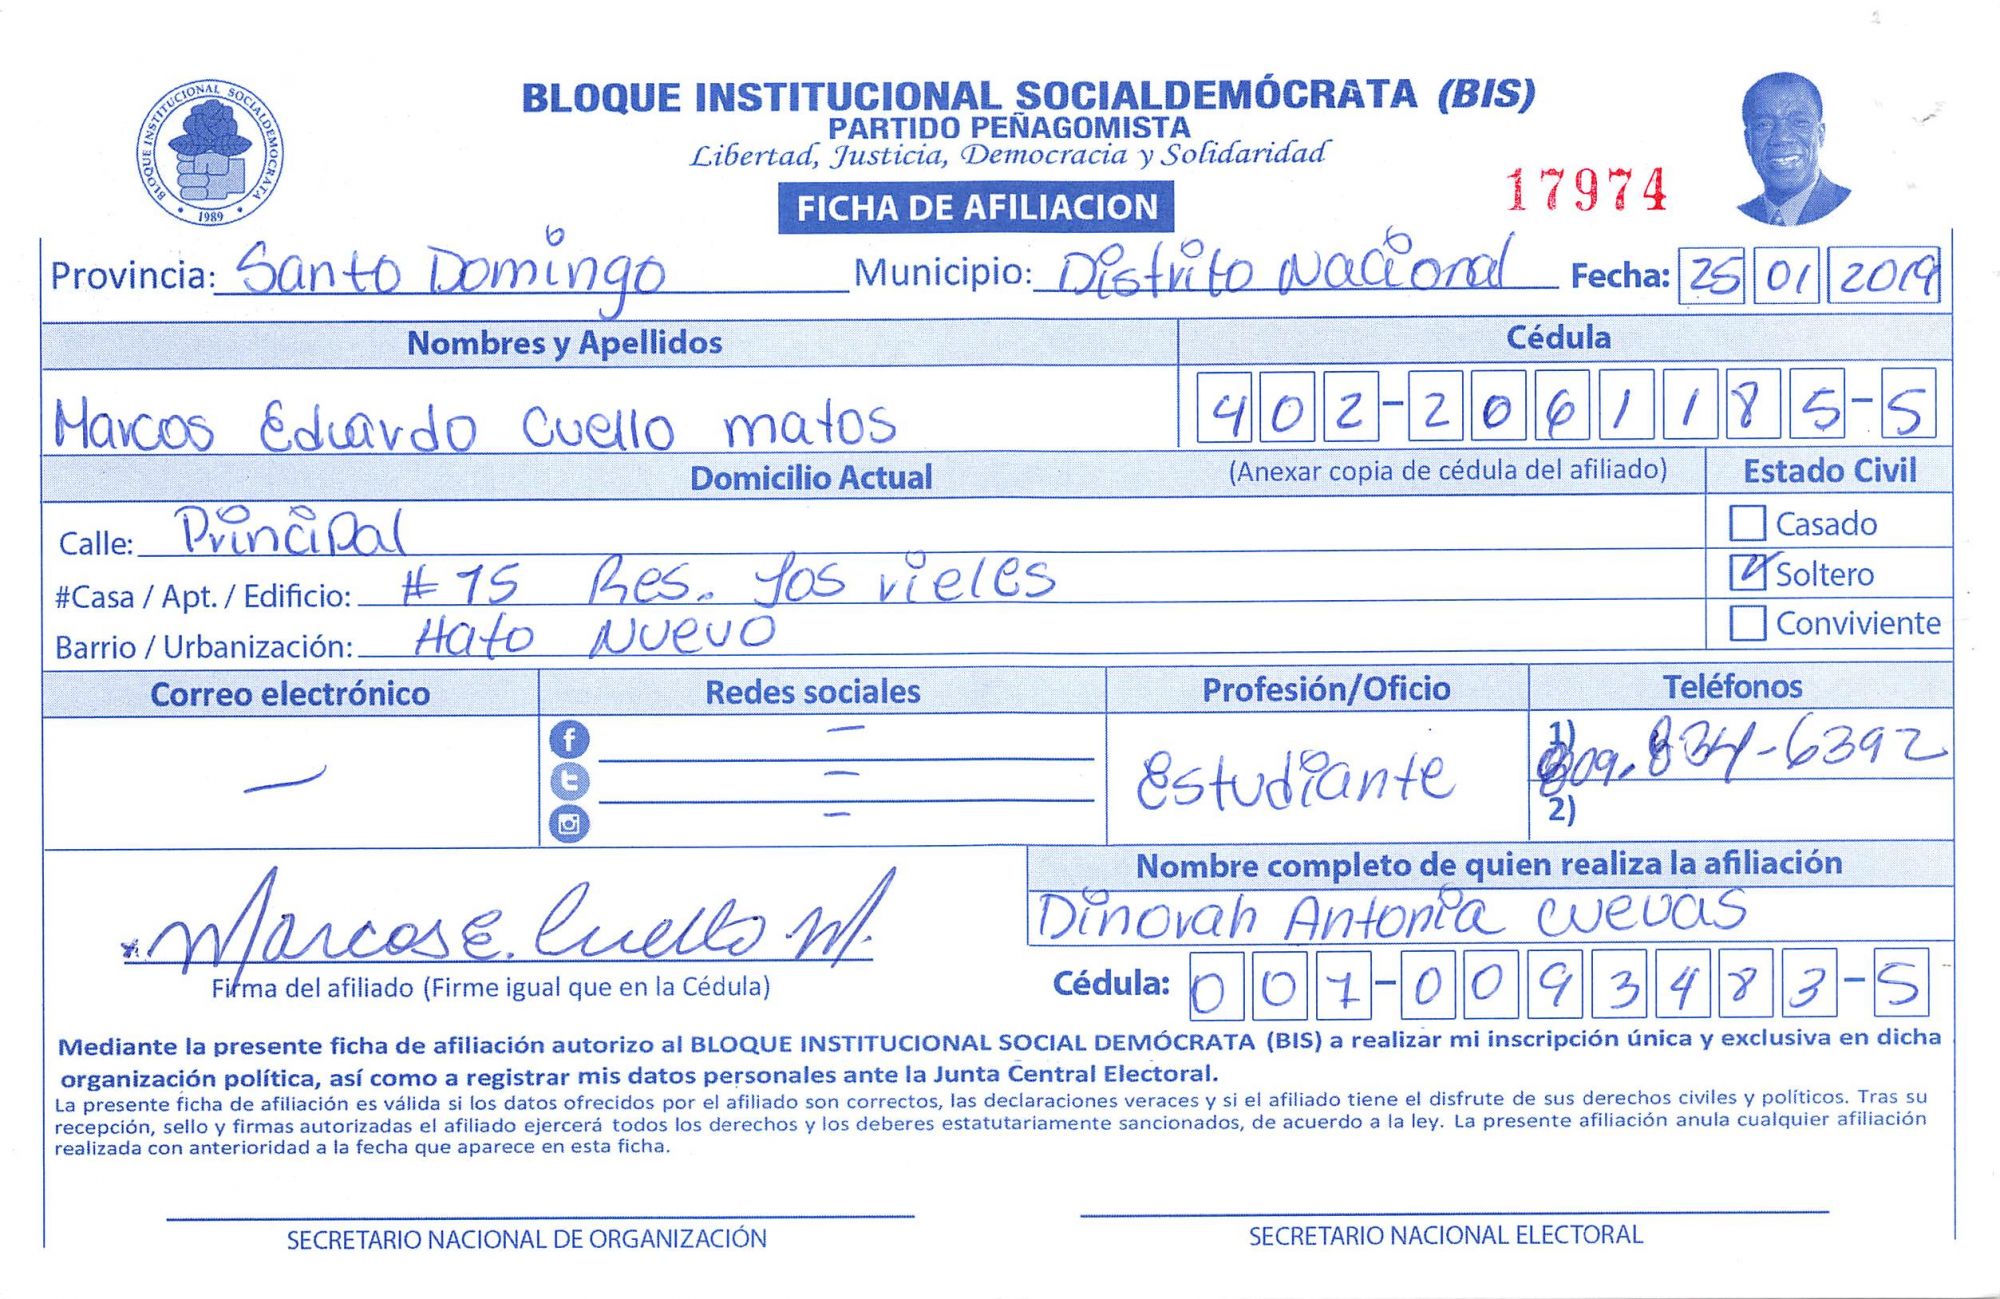 BLOQUE INSTITUCIONAL SOCIALDEMOCRATA
1989
BLOQUE INSTITUCIONAL SOCIALDEMÓCRATA (BIS)
PARTIDO PEÑAGOMISTA
Libertad, Justicia, Democracia y Solidaridad
FICHA DE AFILIACION
17974
Provincia: Santo Domingo Municipio: Distrito Nacional Fecha: 25 01 2019
Nombres y Apellidos Cédula
Marcos Eduardo Cuello matos 402-2061185-5
Domicilio Actual (Anexar copia de cédula del afiliado) Estado Civil
Calle: Principal
Casado
#Casa / Apt. / Edificio: # 15 Res. Los vieles
Soltero
Barrio / Urbanización: Hato Nuevo
Conviviente
Correo electrónico Redes sociales Profesión/Oficio Teléfonos
— — — — Estudiante
1) 809. 834-6392
2)
Nombre completo de quien realiza la afiliación
Dinovah Antonia cuevas
Marcos E. Cuello M.
Firma del afiliado (Firme igual que en la Cédula)
Cédula: 007-0093483-5
Mediante la presente ficha de afiliación autorizo al BLOQUE INSTITUCIONAL SOCIAL DEMÓCRATA (BIS) a realizar mi inscripción única y exclusiva en dicha
organización política, así como a registrar mis datos personales ante la Junta Central Electoral.
La presente ficha de afiliación es válida si los datos ofrecidos por el afiliado son correctos, las declaraciones veraces y si el afiliado tiene el disfrute de sus derechos civiles y políticos. Tras su
recepción, sello y firmas autorizadas el afiliado ejercerá todos los derechos y los deberes estatutariamente sancionados, de acuerdo a la ley. La presente afiliación anula cualquier afiliación
realizada con anterioridad a la fecha que aparece en esta ficha.
SECRETARIO NACIONAL DE ORGANIZACIÓN SECRETARIO NACIONAL ELECTORAL